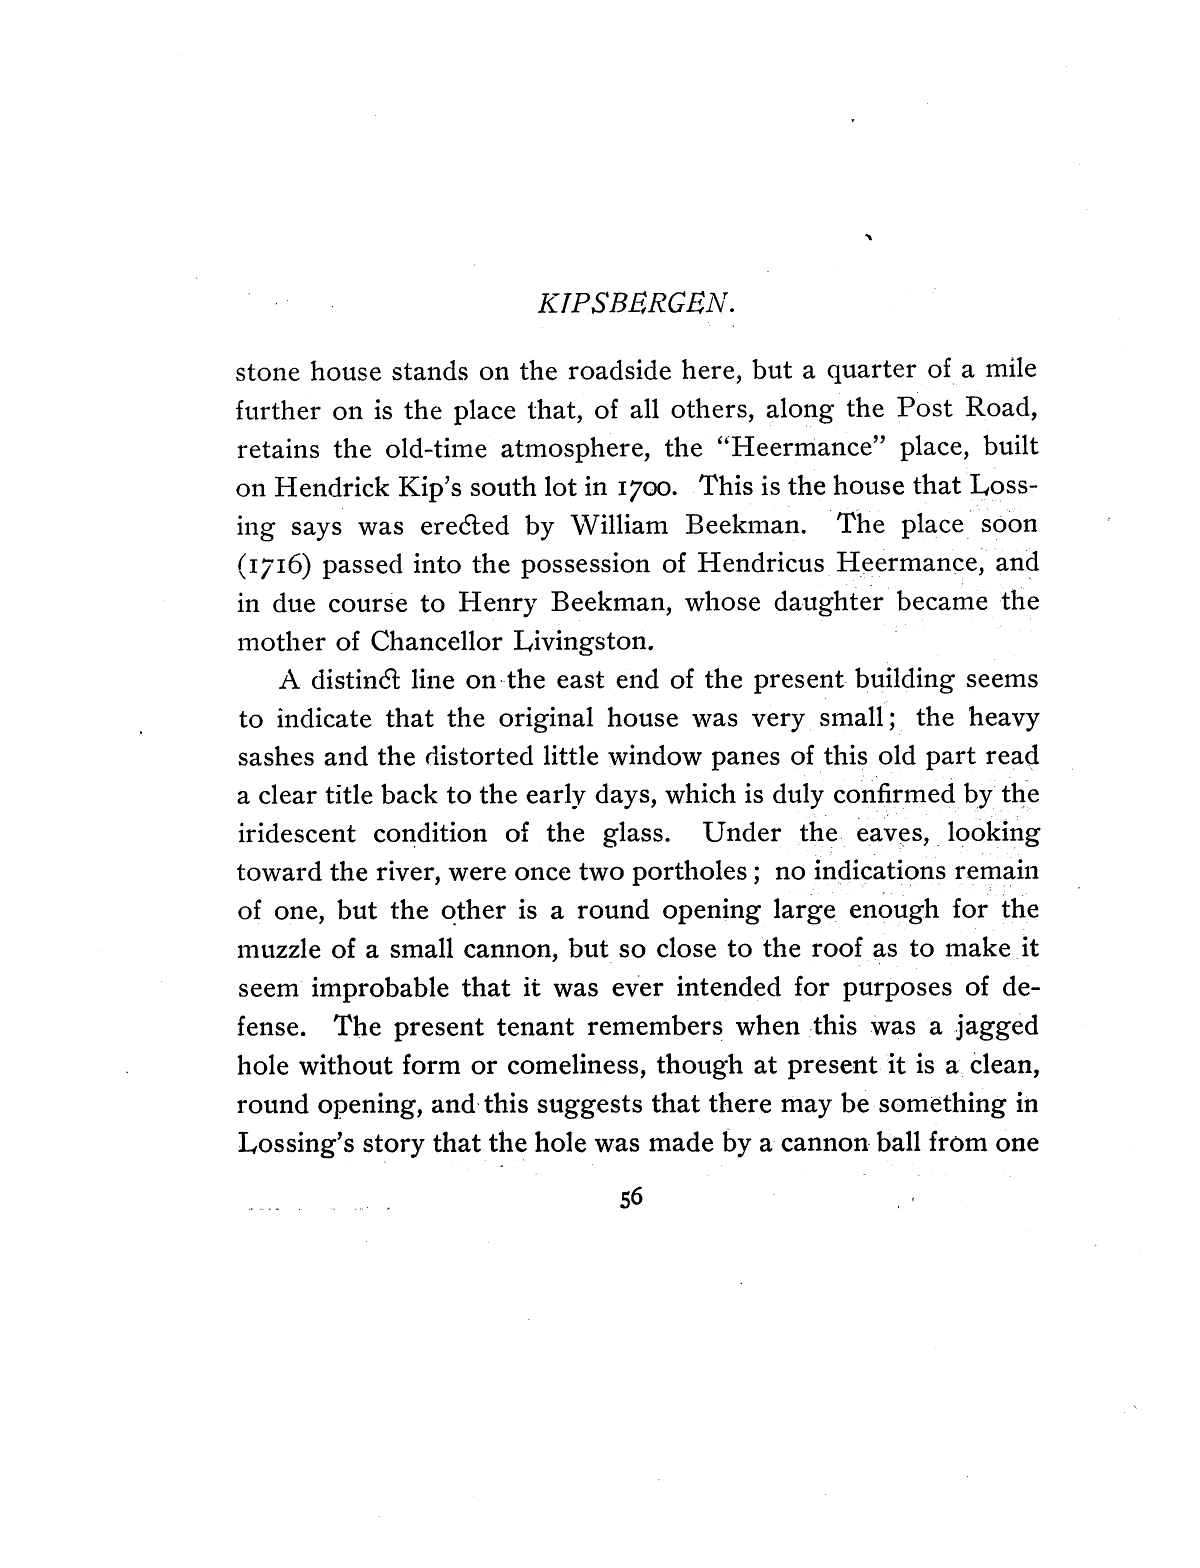 KIPSBERGEN.
stone house stands on the roadside here, but a quarter of a mile
further on is the place that, of all others, along the Post Road,
retains the old-time atmosphere, the “Heermance” place, built
on Hendrick Kip's south lot in 1700. This is the house that Loss-
ing says was erected by William Beekman. The place soon
(1716) passed into the possession of Hendricus Heermance, and
in due course to Henry Beekman, whose daughter became the
mother of Chancellor Livingston.
A distinct line on the east end of the present building seems
to indicate that the original house was very small; the heavy
sashes and the distorted little window panes of this old part read
a clear title back to the early days, which is duly confirmed by the
iridescent condition of the glass. Under the eaves, looking
toward the river, were once two portholes; no indications remain
of one, but the other is a round opening large enough for the
muzzle of a small cannon, but so close to the roof as to make it
seem improbable that it was ever intended for purposes of de-
fense. The present tenant remembers when this was a jagged
hole without form or comeliness, though at present it is a clean,
round opening, and this suggests that there may be something in
Lossing's story that the hole was made by a cannon ball from one
56